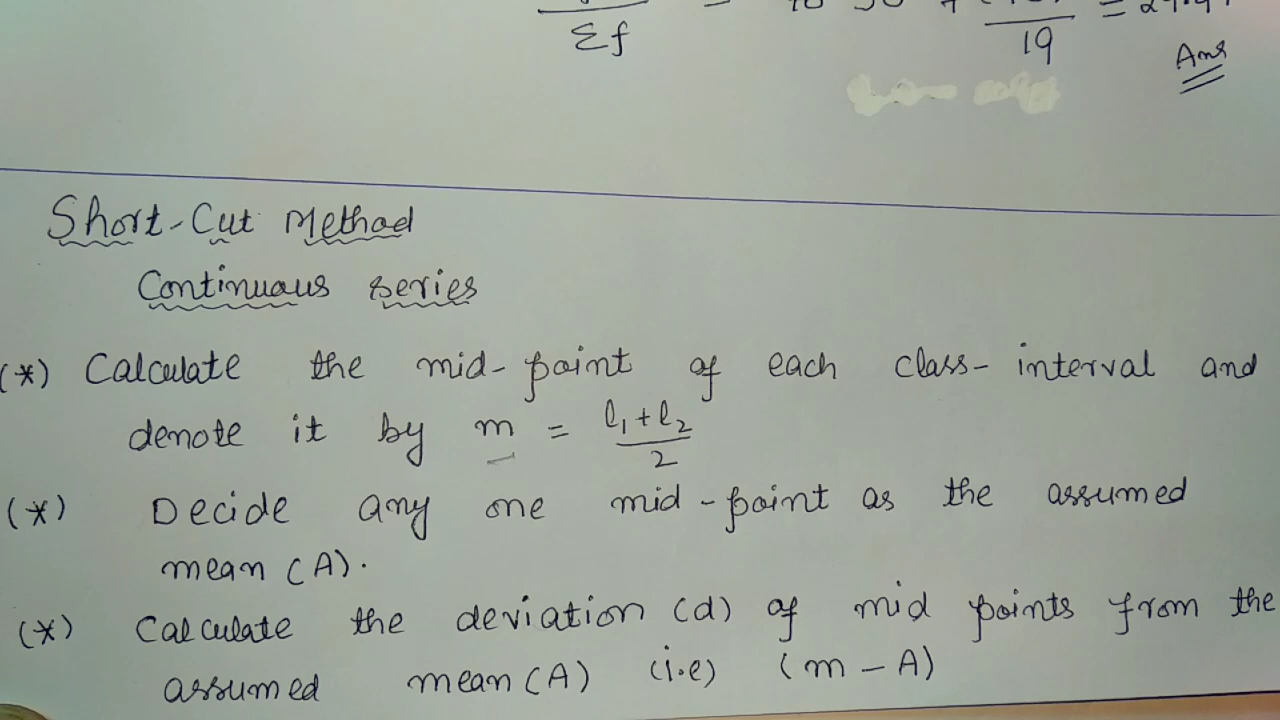 Σf
19
Ans
Short-Cut Method
Continuous series
(*) Calculate the mid-point of each class-interval and
denote it by m = l₁+l₂/2
(*) Decide any one mid-point as the assumed
mean (A).
(*) Calculate the deviation (d) of mid points from the
assumed mean (A) (i.e) (m - A)